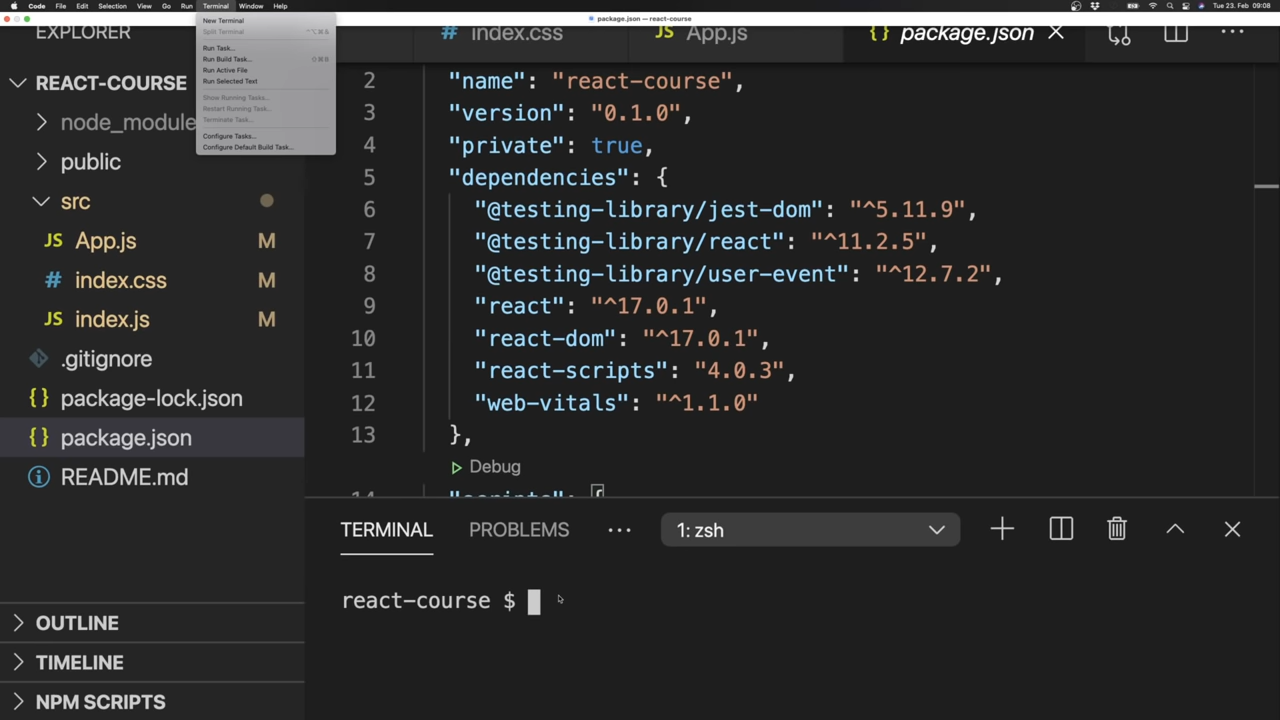 Code File Edit Selection View Go Run Terminal Window Help
Tue 23. Feb 09:08
package.json — react-course
New Terminal
Split Terminal ^⌥⌘5
Run Task...
Run Build Task... ⇧⌘B
Run Active File
Run Selected Text
Show Running Tasks...
Restart Running Task...
Terminate Task...
Configure Tasks...
Configure Default Build Task...
EXPLORER
REACT-COURSE
node_module
public
src
JS App.js M
# index.css M
JS index.js M
.gitignore
{} package-lock.json
{} package.json
README.md
OUTLINE
TIMELINE
NPM SCRIPTS
# index.css JS App.js {} package.json
2 "name": "react-course",
3 "version": "0.1.0",
4 "private": true,
5 "dependencies": {
6 "@testing-library/jest-dom": "^5.11.9",
7 "@testing-library/react": "^11.2.5",
8 "@testing-library/user-event": "^12.7.2",
9 "react": "^17.0.1",
10 "react-dom": "^17.0.1",
11 "react-scripts": "4.0.3",
12 "web-vitals": "^1.1.0"
13 },
Debug
14 "scripts": {
TERMINAL PROBLEMS ... 1: zsh
react-course $